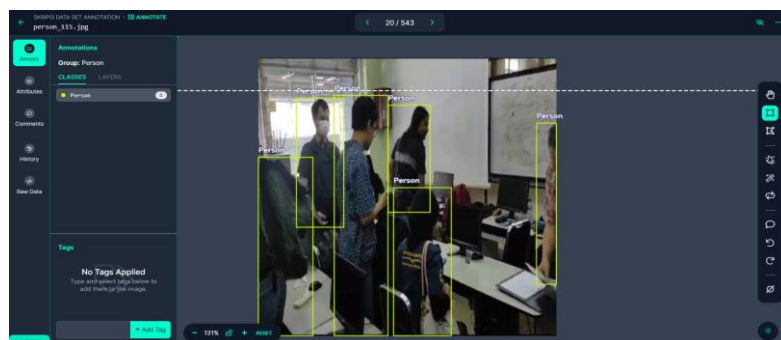 SKRIPSI DATA SET ANNOTATION > ANNOTATE
person_115.jpg
20 / 543
Annotate
Attributes
Comments
History
Raw Data
Annotations
Group: Person
CLASSES LAYERS
Person
Person
Person
Person
Person
Person
Person
Tags
No Tags Applied
Type and select tags below to
add them to the image.
+ Add Tag
131%
RESET